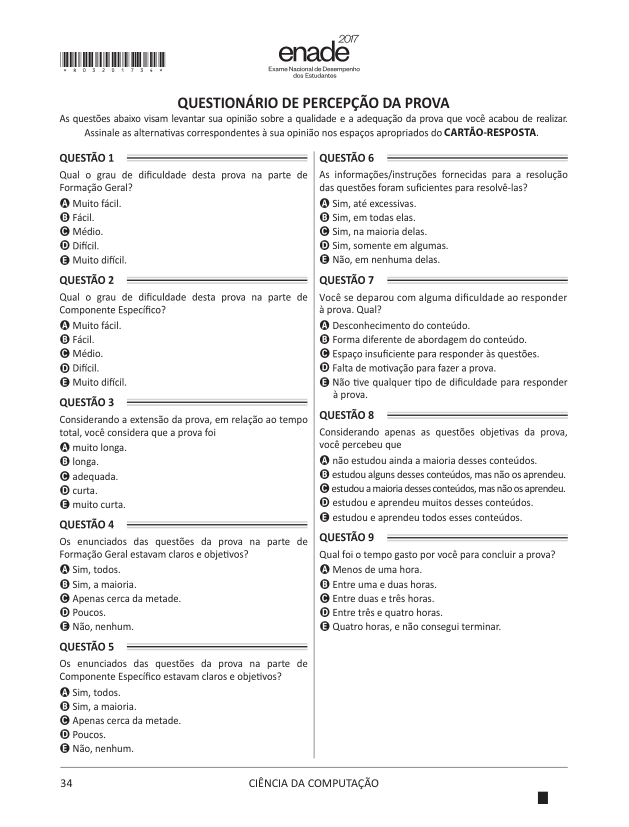 2017
enade
Exame Nacional de Desempenho
dos Estudantes
*803201734*
QUESTIONÁRIO DE PERCEPÇÃO DA PROVA
As questões abaixo visam levantar sua opinião sobre a qualidade e a adequação da prova que você acabou de realizar.
Assinale as alternativas correspondentes à sua opinião nos espaços apropriados do CARTÃO-RESPOSTA.
QUESTÃO 1
Qual o grau de dificuldade desta prova na parte de
Formação Geral?
A Muito fácil.
B Fácil.
C Médio.
D Difícil.
E Muito difícil.
QUESTÃO 2
Qual o grau de dificuldade desta prova na parte de
Componente Específico?
A Muito fácil.
B Fácil.
C Médio.
D Difícil.
E Muito difícil.
QUESTÃO 3
Considerando a extensão da prova, em relação ao tempo
total, você considera que a prova foi
A muito longa.
B longa.
C adequada.
D curta.
E muito curta.
QUESTÃO 4
Os enunciados das questões da prova na parte de
Formação Geral estavam claros e objetivos?
A Sim, todos.
B Sim, a maioria.
C Apenas cerca da metade.
D Poucos.
E Não, nenhum.
QUESTÃO 5
Os enunciados das questões da prova na parte de
Componente Específico estavam claros e objetivos?
A Sim, todos.
B Sim, a maioria.
C Apenas cerca da metade.
D Poucos.
E Não, nenhum.
QUESTÃO 6
As informações/instruções fornecidas para a resolução
das questões foram suficientes para resolvê-las?
A Sim, até excessivas.
B Sim, em todas elas.
C Sim, na maioria delas.
D Sim, somente em algumas.
E Não, em nenhuma delas.
QUESTÃO 7
Você se deparou com alguma dificuldade ao responder
à prova. Qual?
A Desconhecimento do conteúdo.
B Forma diferente de abordagem do conteúdo.
C Espaço insuficiente para responder às questões.
D Falta de motivação para fazer a prova.
E Não tive qualquer tipo de dificuldade para responder
à prova.
QUESTÃO 8
Considerando apenas as questões objetivas da prova,
você percebeu que
A não estudou ainda a maioria desses conteúdos.
B estudou alguns desses conteúdos, mas não os aprendeu.
C estudou a maioria desses conteúdos, mas não os aprendeu.
D estudou e aprendeu muitos desses conteúdos.
E estudou e aprendeu todos esses conteúdos.
QUESTÃO 9
Qual foi o tempo gasto por você para concluir a prova?
A Menos de uma hora.
B Entre uma e duas horas.
C Entre duas e três horas.
D Entre três e quatro horas.
E Quatro horas, e não consegui terminar.
34
CIÊNCIA DA COMPUTAÇÃO